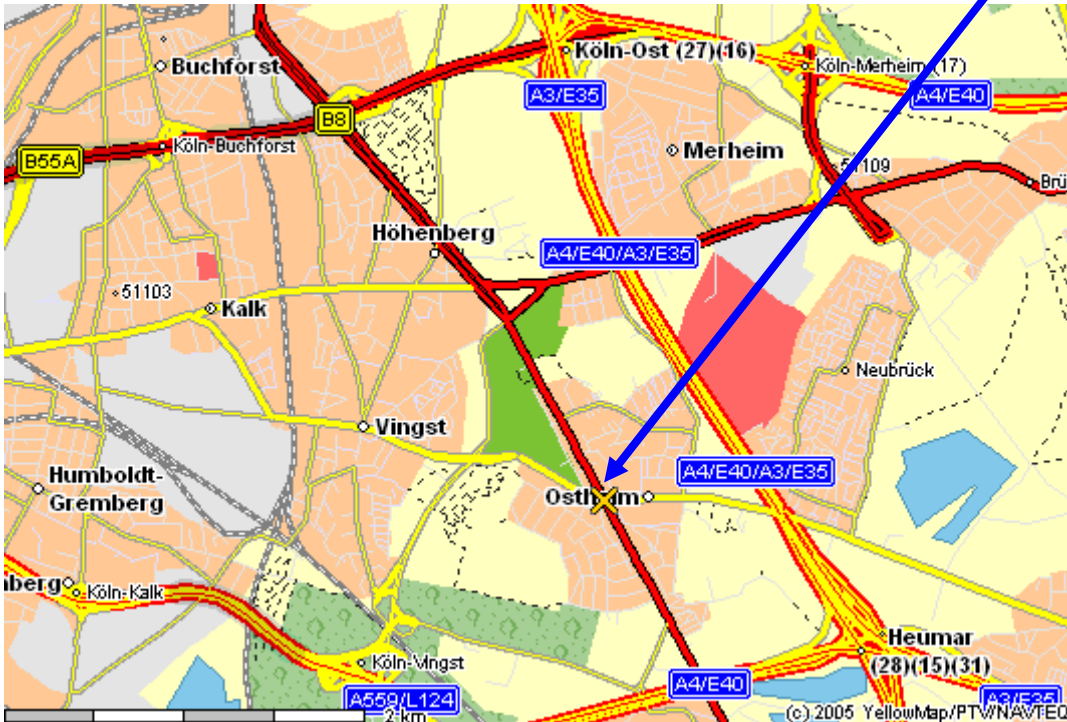 Köln-Ost (27)(16)
Buchforst
Köln-Merheim (17)
A3/E35
A4/E40
B8
Köln-Buchforst
Merheim
B55A
51109
Brü
Höhenberg
A4/E40/A3/E35
51103
Kalk
Neubrück
Vingst
A4/E40/A3/E35
Humboldt-
Gremberg
Ostheim
nberg
Köln-Kalk
Heumar
(28)(15)(31)
Köln-Vingst
A4/E40
A559/L124
A3/E35
2 km
(c) 2005 YellowMap/PTV/NAVTEQ